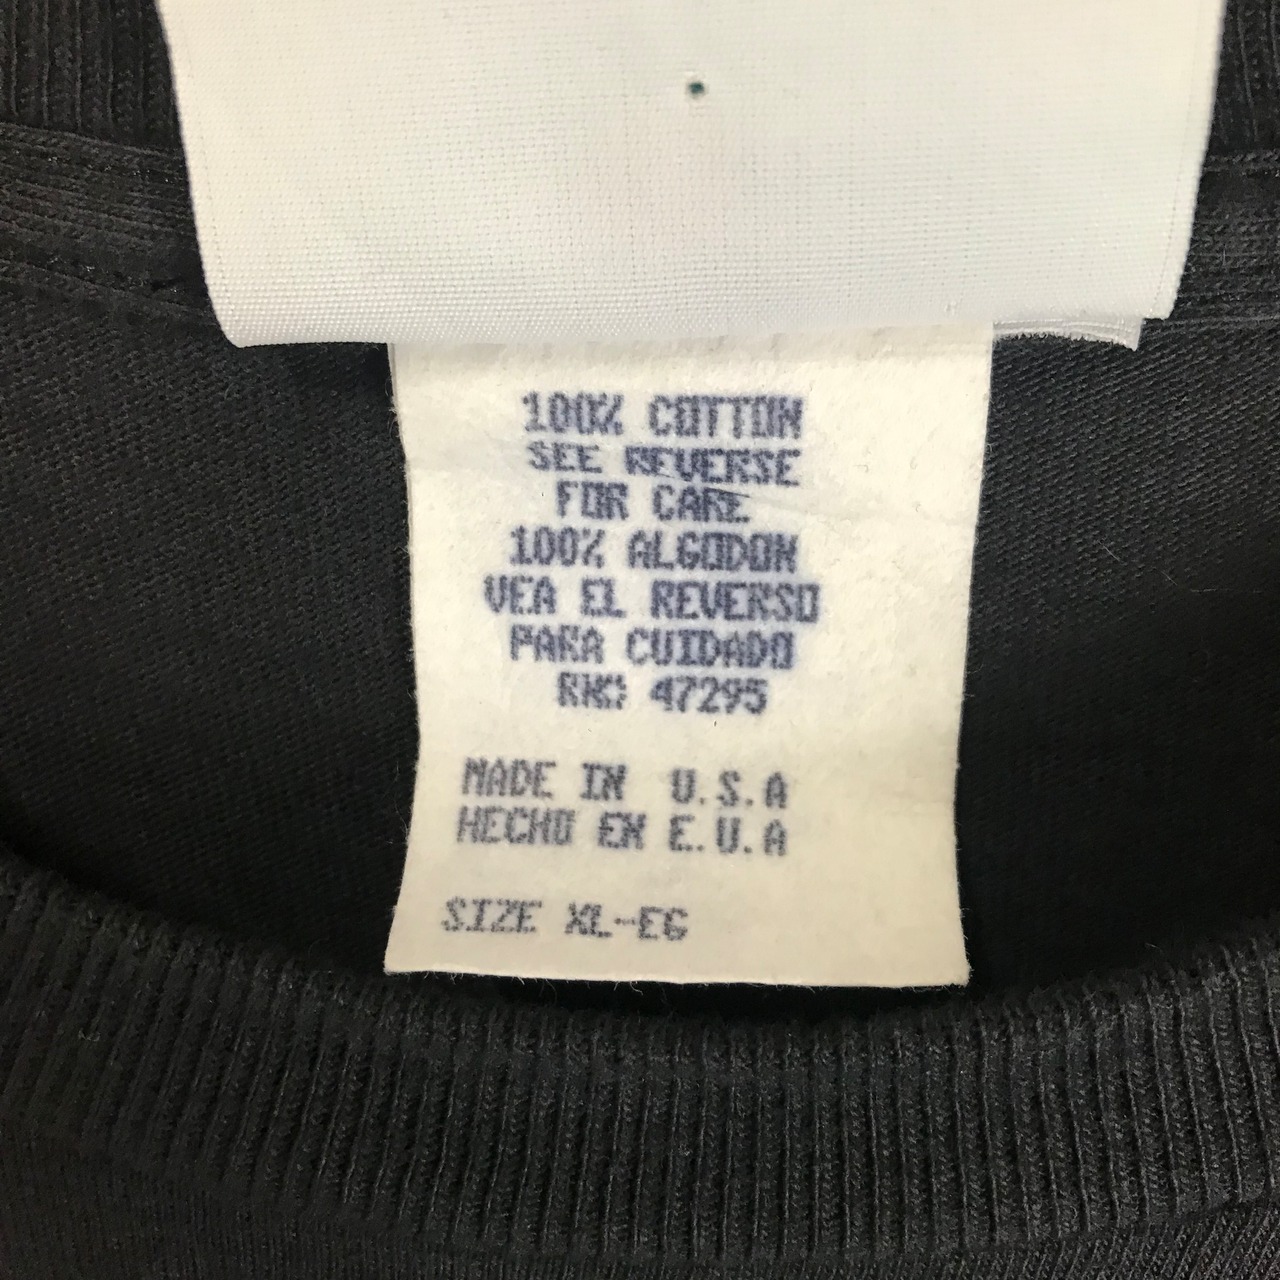 100% COTTON
SEE REVERSE
FOR CARE
100% ALGODON
VEA EL REVERSO
PARA CUIDADO
RN: 47295
MADE IN U.S.A
HECHO EN E.U.A
SIZE XL-EG